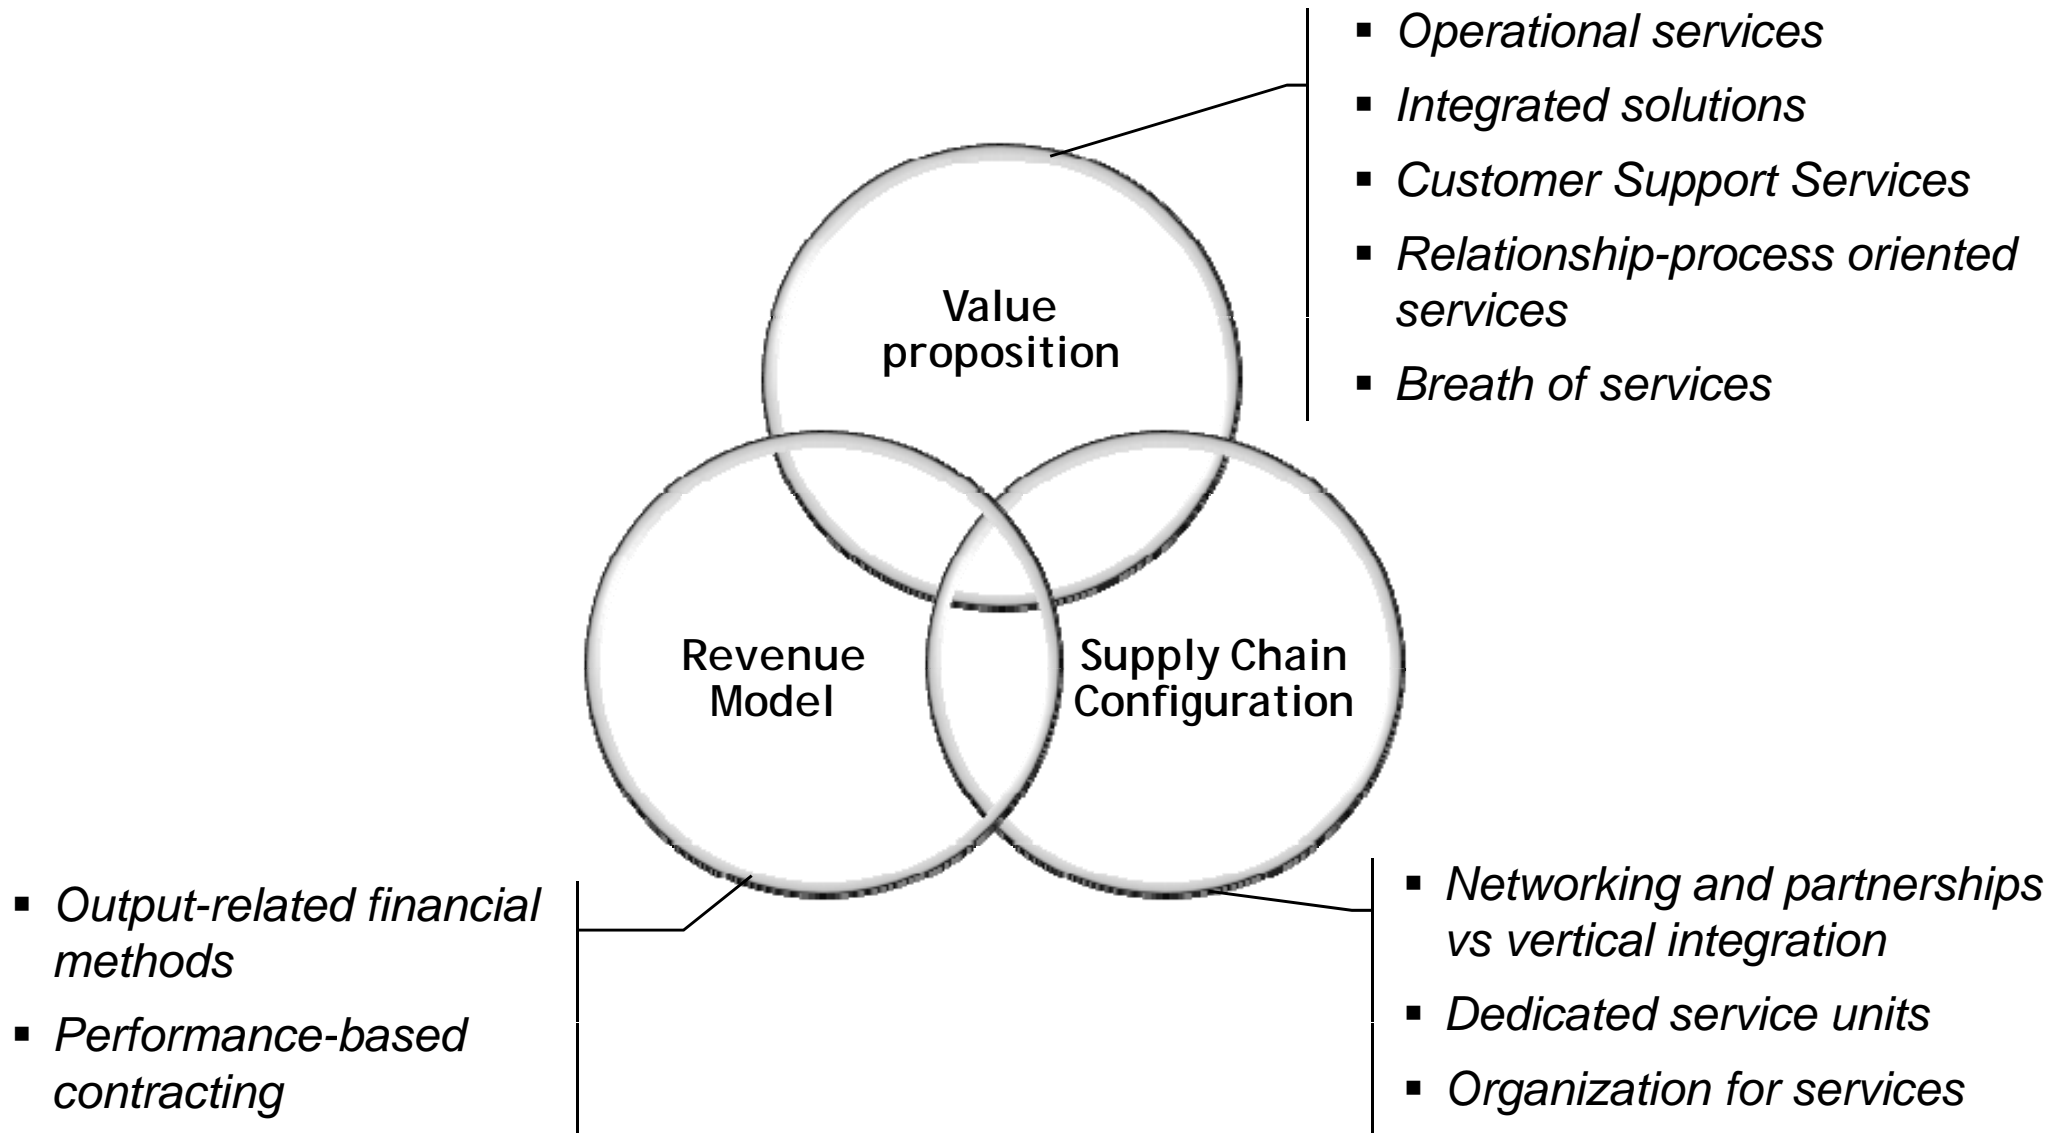 ▪ Operational services
▪ Integrated solutions
▪ Customer Support Services
▪ Relationship-process oriented
services
▪ Breath of services
Value
proposition
Revenue
Model
Supply Chain
Configuration
▪ Output-related financial
methods
▪ Performance-based
contracting
▪ Networking and partnerships
vs vertical integration
▪ Dedicated service units
▪ Organization for services